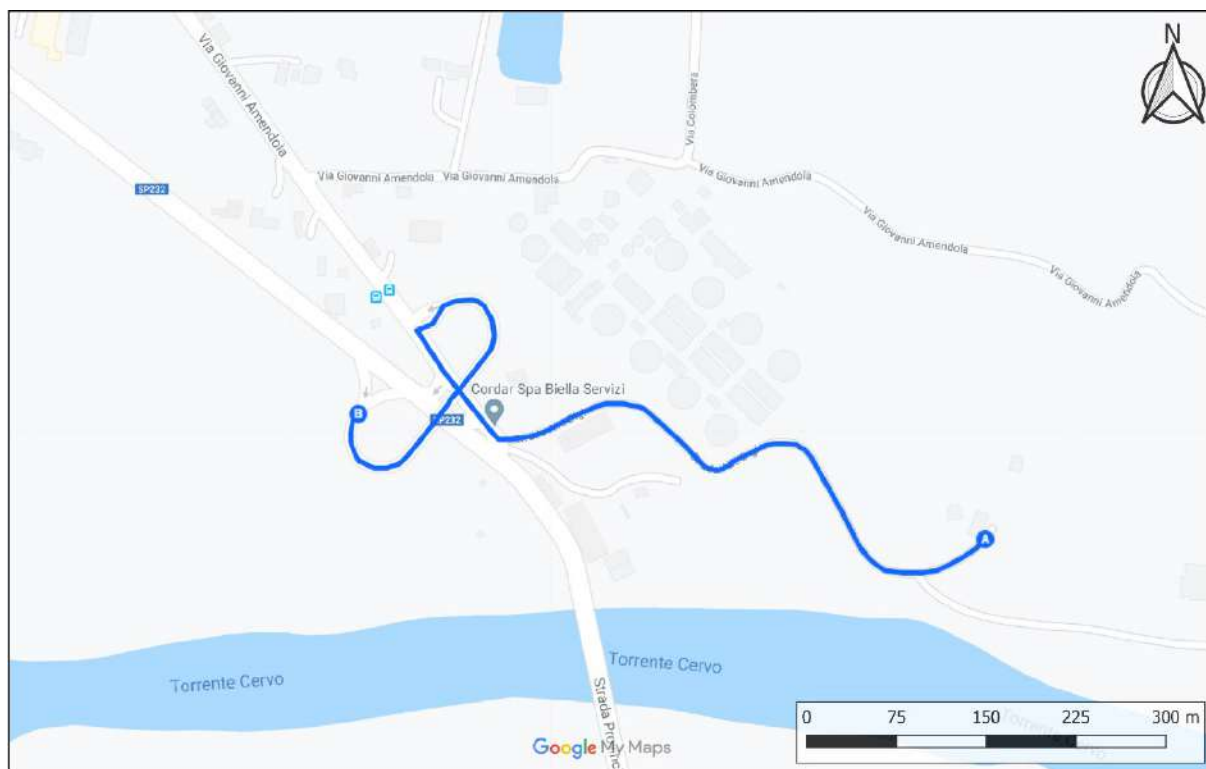 N
Via Giovanni Amendola
Via Colombera
Via Giovanni Amendola
Via Giovanni Amendola
Via Giovanni Amendola
SP232
Via Giovanni Amendola
Via Giovanni Amendola
Cordar Spa Biella Servizi
B
SP232
A
Torrente Cervo
Torrente Cervo
Strada
0 75 150 225 300 m
Torrente Cervo
Google My Maps